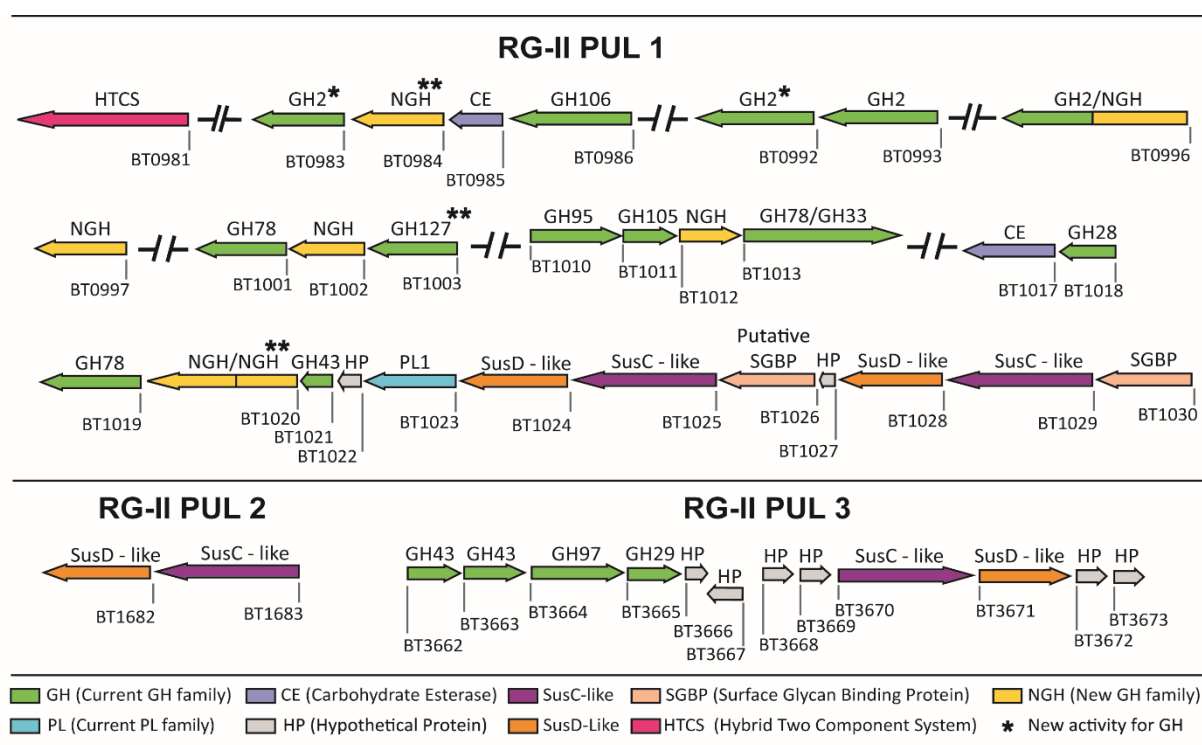 RG-II PUL 1
HTCS GH2* NGH** CE GH106 GH2* GH2 GH2/NGH
BT0981 BT0983 BT0984 BT0985 BT0986 BT0992 BT0993 BT0996
NGH GH78 NGH GH127** GH95 GH105 NGH GH78/GH33 CE GH28
BT0997 BT1001 BT1002 BT1003 BT1010 BT1011 BT1012 BT1013 BT1017 BT1018
Putative
GH78 NGH/NGH** GH43 HP PL1 SusD - like SusC - like SGBP HP SusD - like SusC - like SGBP
BT1019 BT1020 BT1021 BT1022 BT1023 BT1024 BT1025 BT1026 BT1027 BT1028 BT1029 BT1030
RG-II PUL 2 RG-II PUL 3
SusD - like SusC - like GH43 GH43 GH97 GH29 HP HP HP HP SusC - like SusD - like HP HP
BT1682 BT1683 BT3662 BT3663 BT3664 BT3665 BT3666 BT3667 BT3668 BT3669 BT3670 BT3671 BT3672 BT3673
GH (Current GH family) CE (Carbohydrate Esterase) SusC-like SGBP (Surface Glycan Binding Protein) NGH (New GH family)
PL (Current PL family) HP (Hypothetical Protein) SusD-Like HTCS (Hybrid Two Component System) * New activity for GH